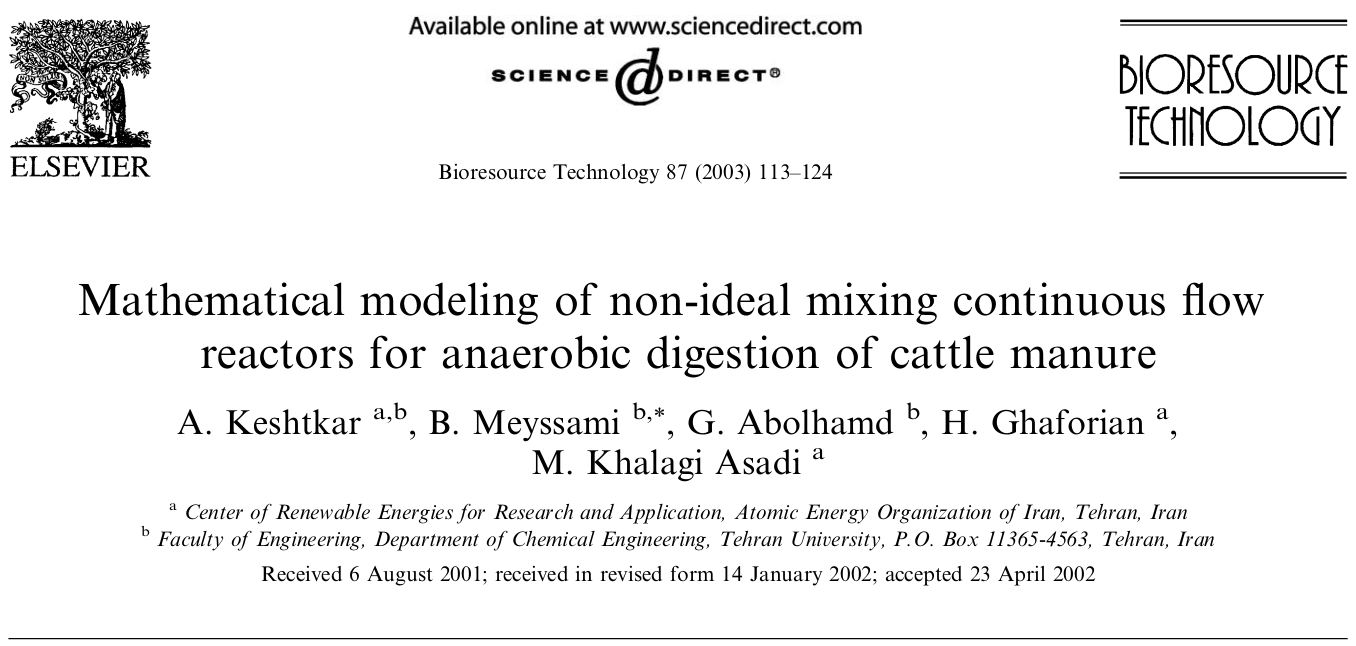 Available online at www.sciencedirect.com
SCIENCE @ DIRECT®
BIORESOURCE
TECHNOLOGY
ELSEVIER
Bioresource Technology 87 (2003) 113–124
Mathematical modeling of non-ideal mixing continuous flow
reactors for anaerobic digestion of cattle manure
A. Keshtkar a,b, B. Meyssami b,*, G. Abolhamd b, H. Ghaforian a,
M. Khalagi Asadi a
a Center of Renewable Energies for Research and Application, Atomic Energy Organization of Iran, Tehran, Iran
b Faculty of Engineering, Department of Chemical Engineering, Tehran University, P.O. Box 11365-4563, Tehran, Iran
Received 6 August 2001; received in revised form 14 January 2002; accepted 23 April 2002